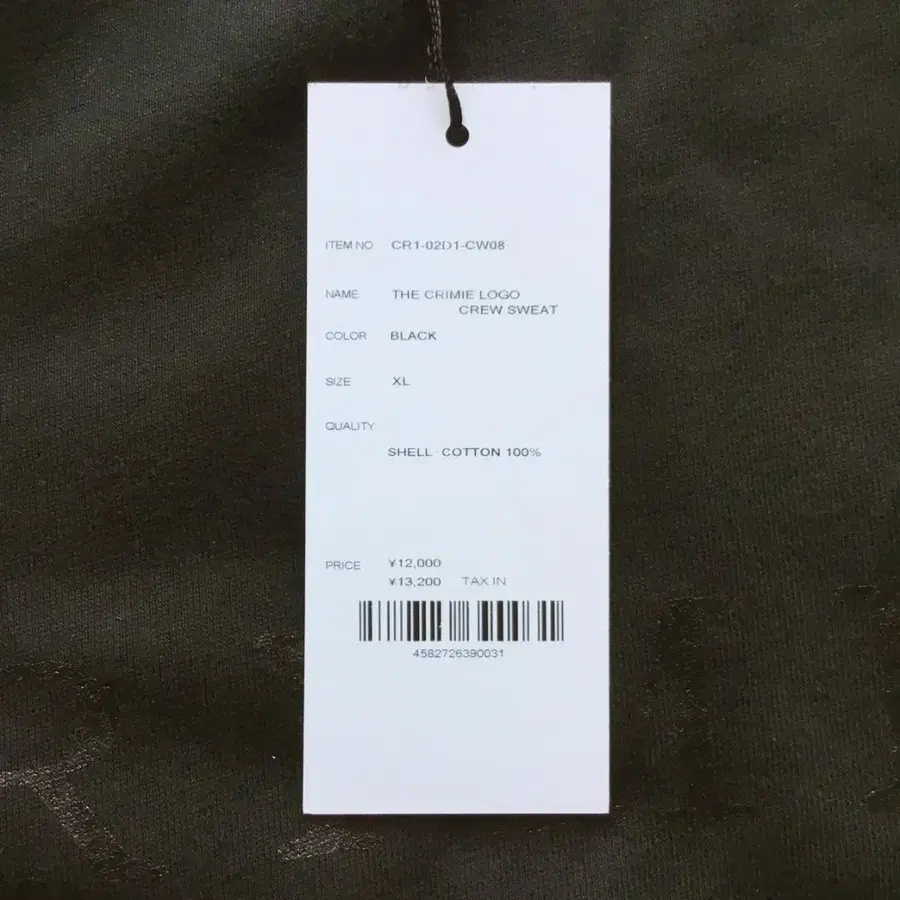 ITEM NO CR1-02D1-CW08
NAME THE CRIMIE LOGO
CREW SWEAT
COLOR BLACK
SIZE XL
QUALITY
SHELL · COTTON 100%
PRICE ¥12,000
¥13,200 TAX IN
4582726390031